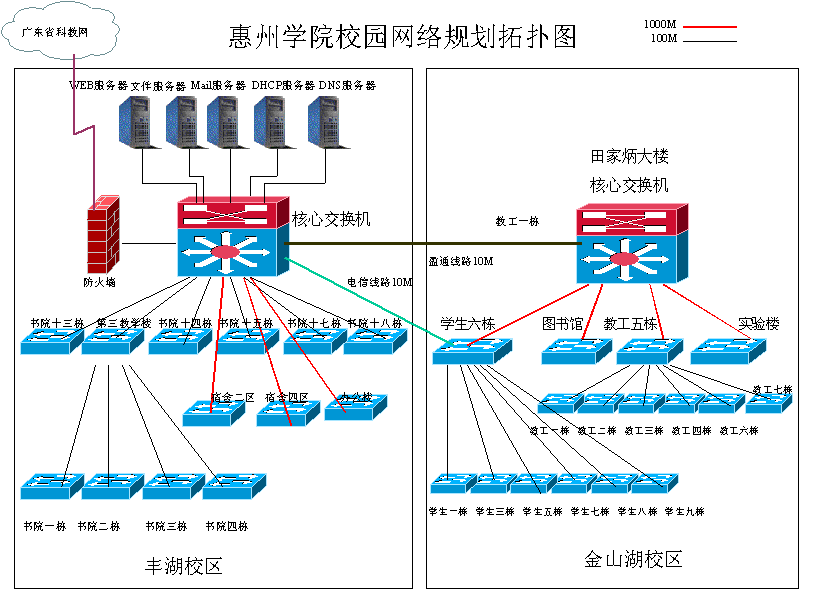 广东省科教网
惠州学院校园网络规划拓扑图
1000M
100M
WEB服务器 文件服务器 Mail服务器 DHCP服务器 DNS服务器
田家炳大楼
核心交换机
核心交换机
教工一栋
防火墙
电信线路10M
盈通线路10M
书院十三栋 第三教学楼 书院十四栋 书院十五栋 书院十七栋 书院十八栋
学生六栋 图书馆 教工五栋 实验楼
宿舍二区 宿舍四区 办公楼
教工七栋
教工一栋 教工二栋 教工三栋 教工四栋 教工六栋
书院一栋 书院二栋 书院三栋 书院四栋
学生一栋 学生三栋 学生五栋 学生七栋 学生八栋 学生九栋
丰湖校区
金山湖校区